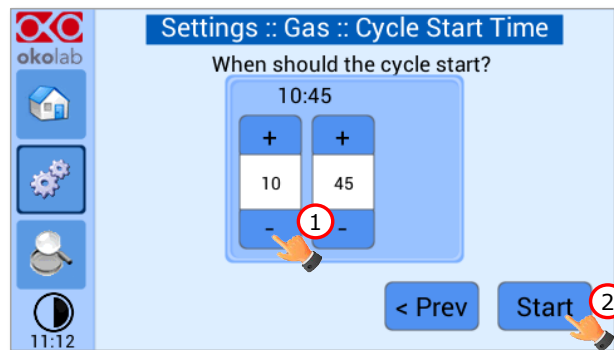 Settings :: Gas :: Cycle Start Time
okolab
When should the cycle start?
10:45
+ +
10 45
- -
1
< Prev Start 2
11:12